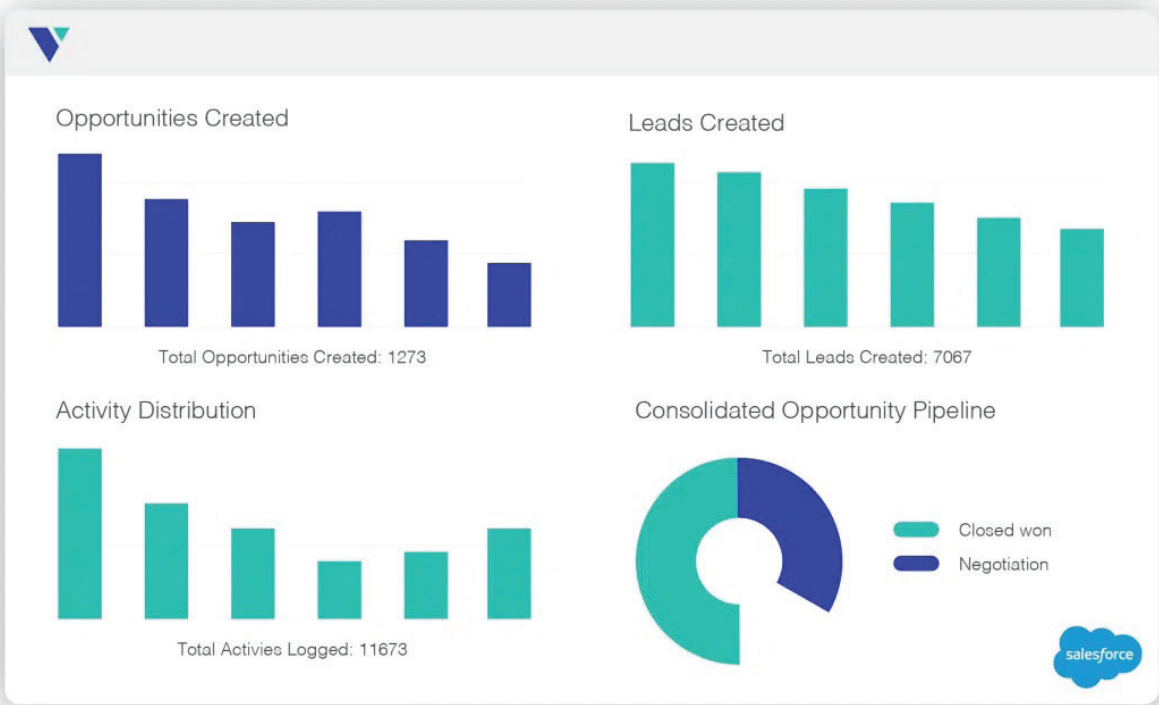 Opportunities Created
Leads Created
Total Opportunities Created: 1273
Total Leads Created: 7067
Activity Distribution
Consolidated Opportunity Pipeline
Closed won
Negotiation
Total Activies Logged: 11673
salesforce